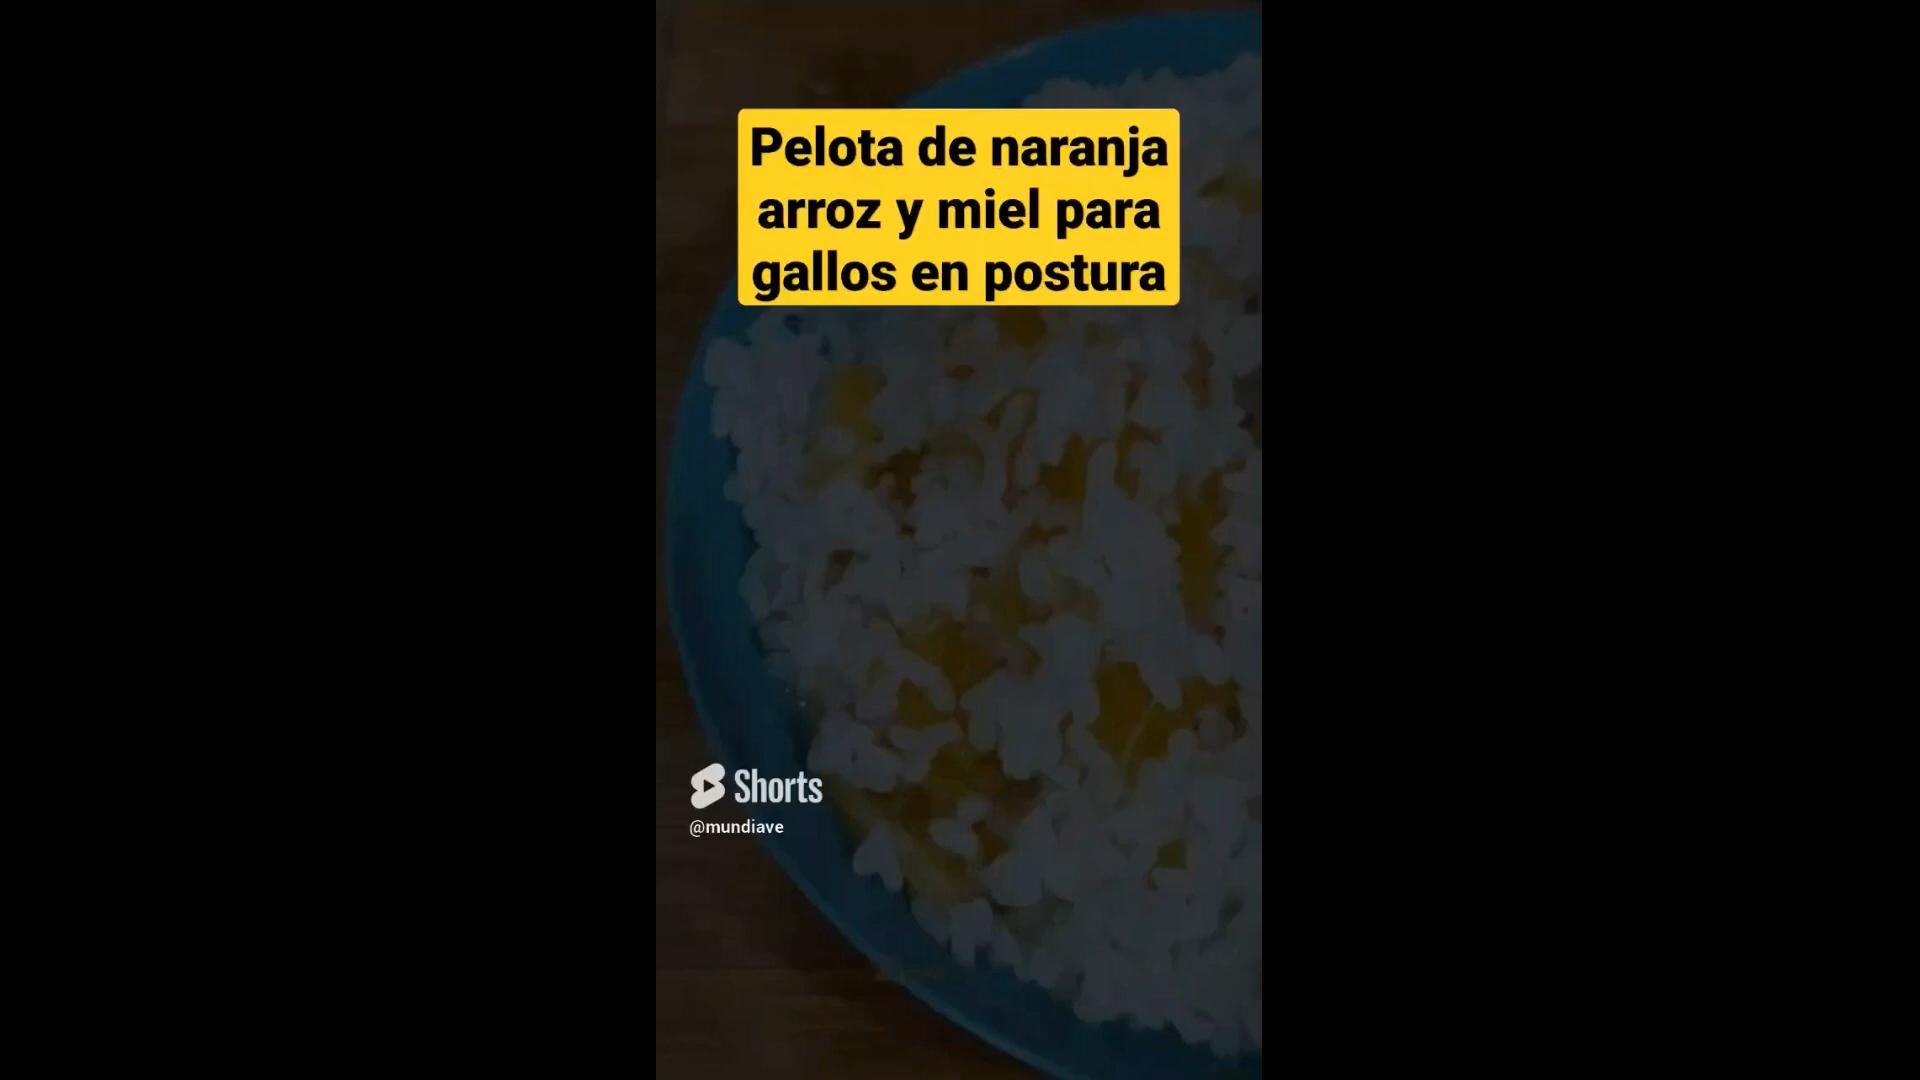 Pelota de naranja
arroz y miel para
gallos en postura
Shorts
@mundiave